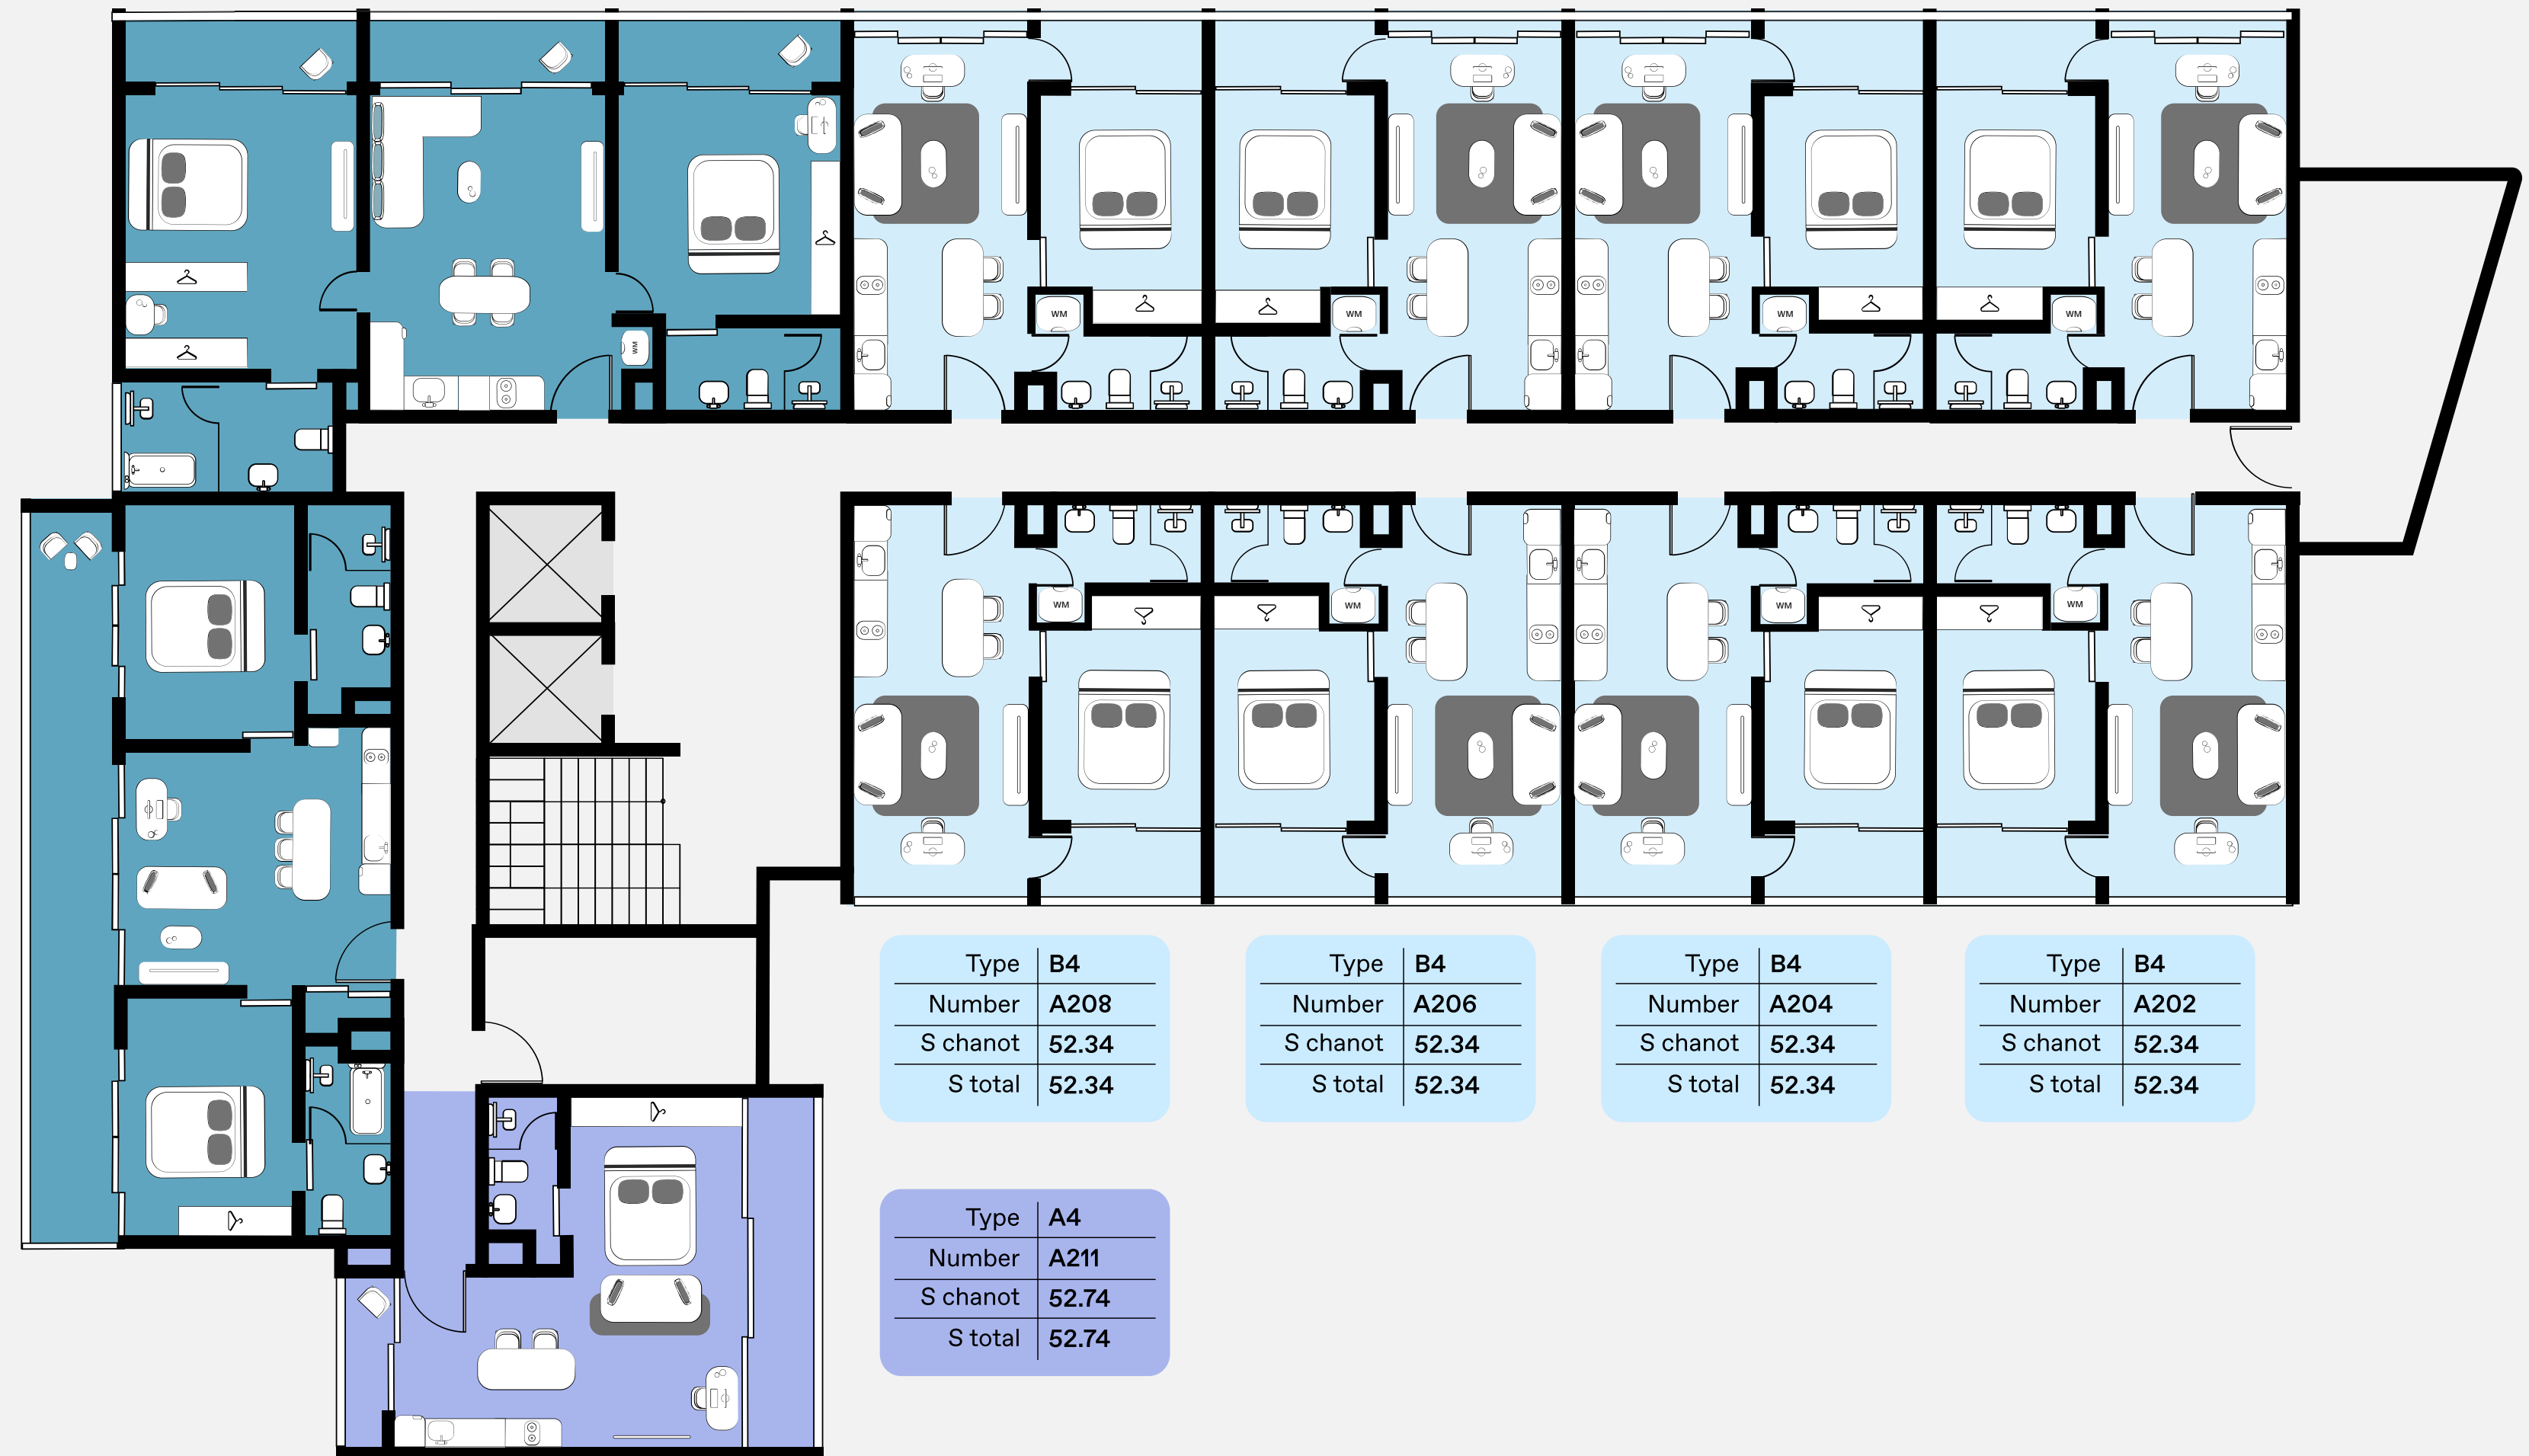 WM
WM
WM
WM
WM
WM
WM
WM
WM
Type B4
Number A208
S chanot 52.34
S total 52.34
Type B4
Number A206
S chanot 52.34
S total 52.34
Type B4
Number A204
S chanot 52.34
S total 52.34
Type B4
Number A202
S chanot 52.34
S total 52.34
Type A4
Number A211
S chanot 52.74
S total 52.74